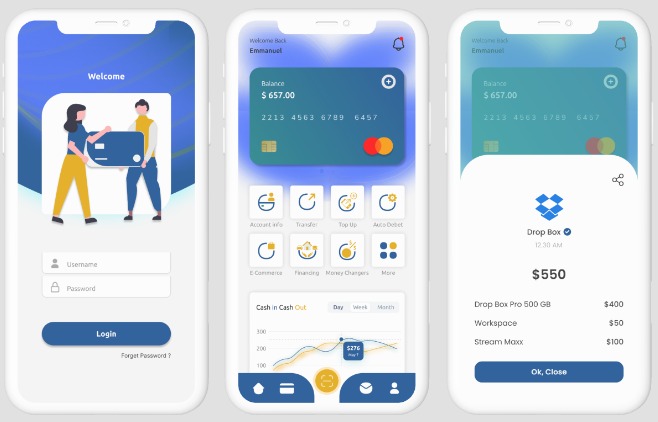 Welcome
Username
Password
Login
Forget Password ?
Welcome Back
Emmanuel
Balance
$ 657.00
2213 4563 6789 6457
Account Info
Transfer
Top Up
Auto-Debet
E-Commerce
Financing
Money Changers
More
Cash in Cash Out
Day Week Month
300
200
100
$276
May 1
Welcome Back
Emmanuel
Balance
$ 657.00
2213 4563 6789 6457
Drop Box
12:30 AM
$550
Drop Box Pro 500 GB $400
Workspace $50
Stream Maxx $100
Ok, Close